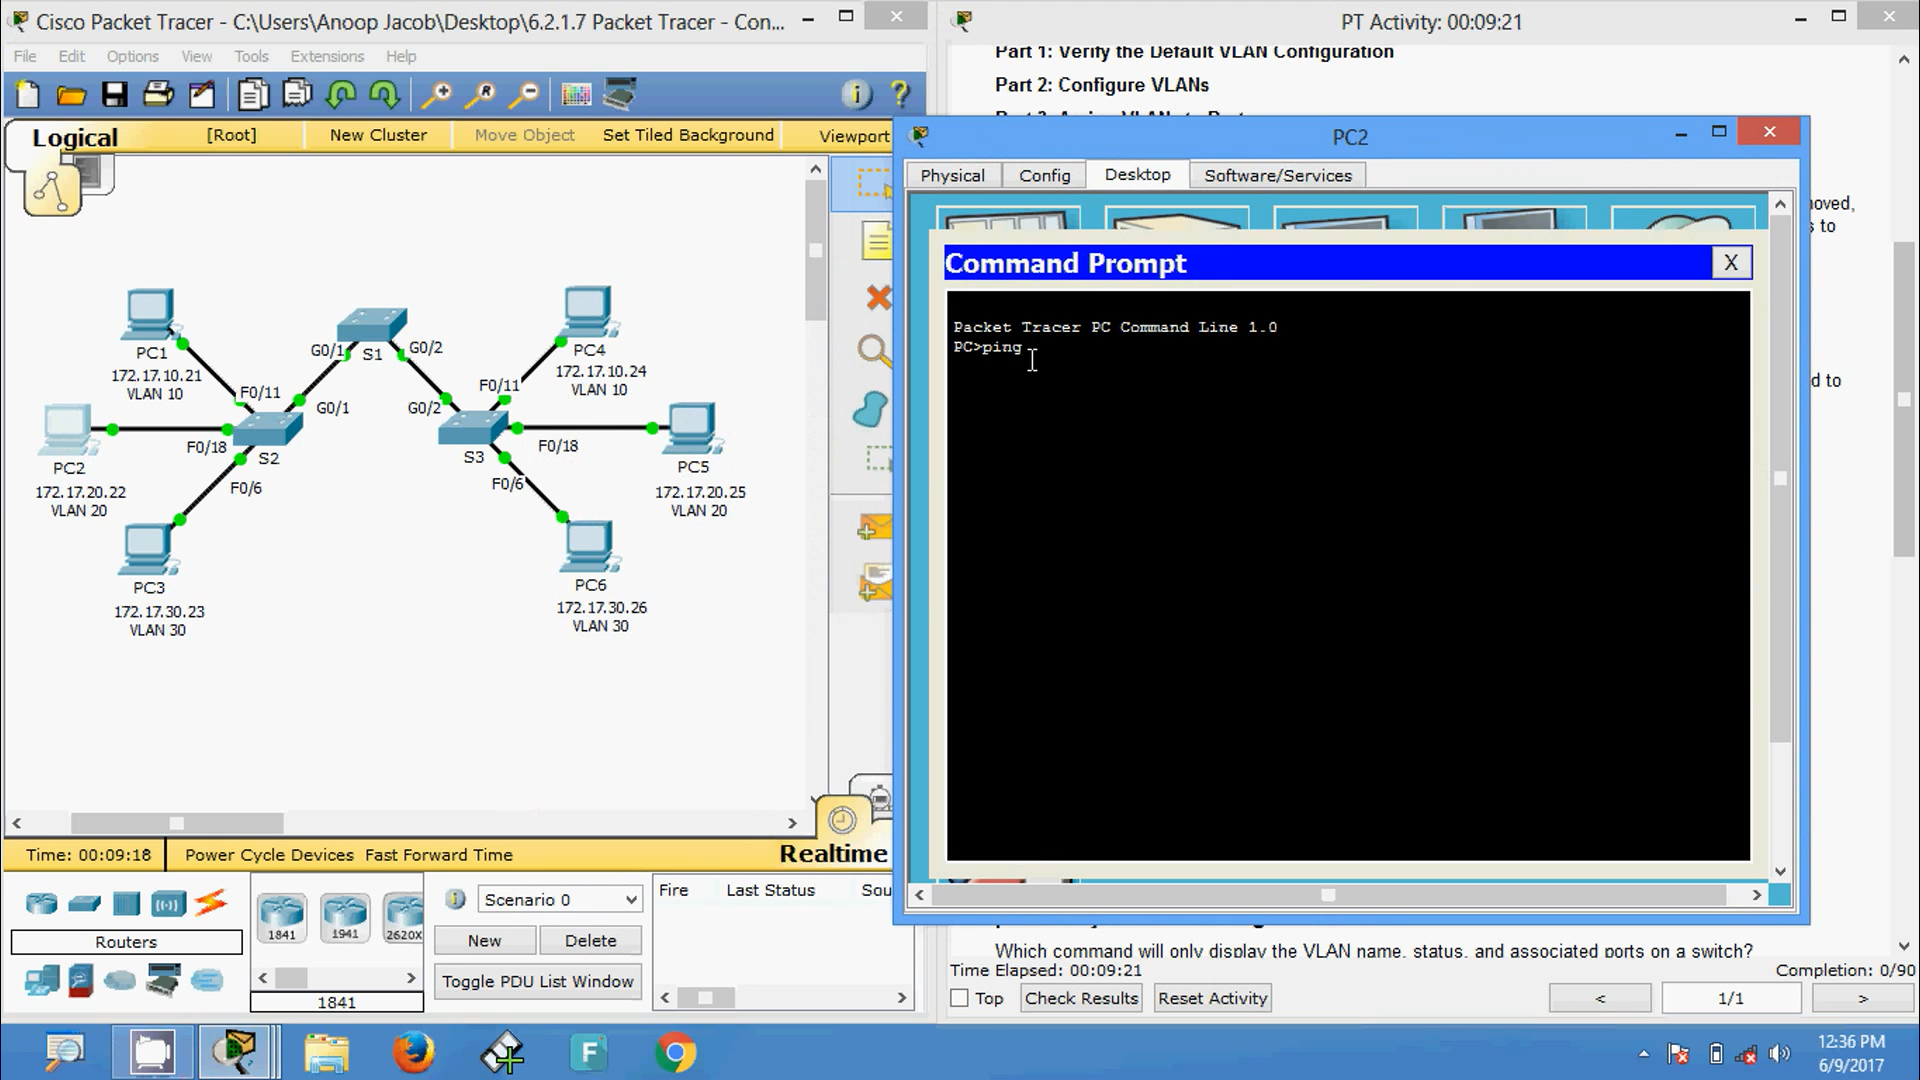 Cisco Packet Tracer - C:\Users\Anoop Jacob\Desktop\6.2.1.7 Packet Tracer - Con...
File Edit Options View Tools Extensions Help
Logical
[Root]
New Cluster
Move Object
Set Tiled Background
Viewport
PC1
172.17.10.21
VLAN 10
G0/1
S1
G0/2
PC4
172.17.10.24
VLAN 10
F0/11
G0/1
G0/2
F0/11
PC2
172.17.20.22
VLAN 20
F0/18
S2
F0/6
S3
F0/18
F0/6
PC5
172.17.20.25
VLAN 20
PC3
172.17.30.23
VLAN 30
PC6
172.17.30.26
VLAN 30
Time: 00:09:18
Power Cycle Devices Fast Forward Time
Realtime
Routers
1841
1941
2620X
1841
Scenario 0
New
Delete
Toggle PDU List Window
Fire
Last Status
Sou
PT Activity: 00:09:21
Part 1: Verify the Default VLAN Configuration
Part 2: Configure VLANs
moved,
s to
d to
PC2
Physical
Config
Desktop
Software/Services
Command Prompt
X
Packet Tracer PC Command Line 1.0
PC>ping
Which command will only display the VLAN name, status, and associated ports on a switch?
Time Elapsed: 00:09:21
Completion: 0/90
Top
Check Results
Reset Activity
<
1/1
>
12:36 PM
6/9/2017